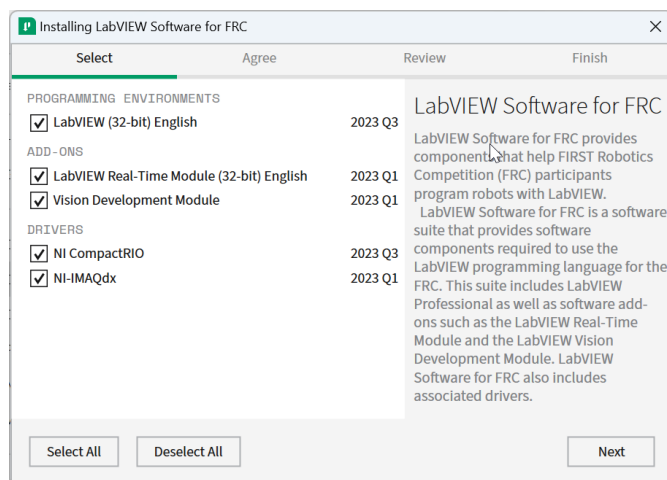 Installing LabVIEW Software for FRC
Select
Agree
Review
Finish
PROGRAMMING ENVIRONMENTS
LabVIEW (32-bit) English 2023 Q3
ADD-ONS
LabVIEW Real-Time Module (32-bit) English 2023 Q1
Vision Development Module 2023 Q1
DRIVERS
NI CompactRIO 2023 Q3
NI-IMAQdx 2023 Q1
LabVIEW Software for FRC
LabVIEW Software for FRC provides
components that help FIRST Robotics
Competition (FRC) participants
program robots with LabVIEW.
LabVIEW Software for FRC is a software
suite that provides software
components required to use the
LabVIEW programming language for the
FRC. This suite includes LabVIEW
Professional as well as software add-
ons such as the LabVIEW Real-Time
Module and the LabVIEW Vision
Development Module. LabVIEW
Software for FRC also includes
associated drivers.
Select All
Deselect All
Next